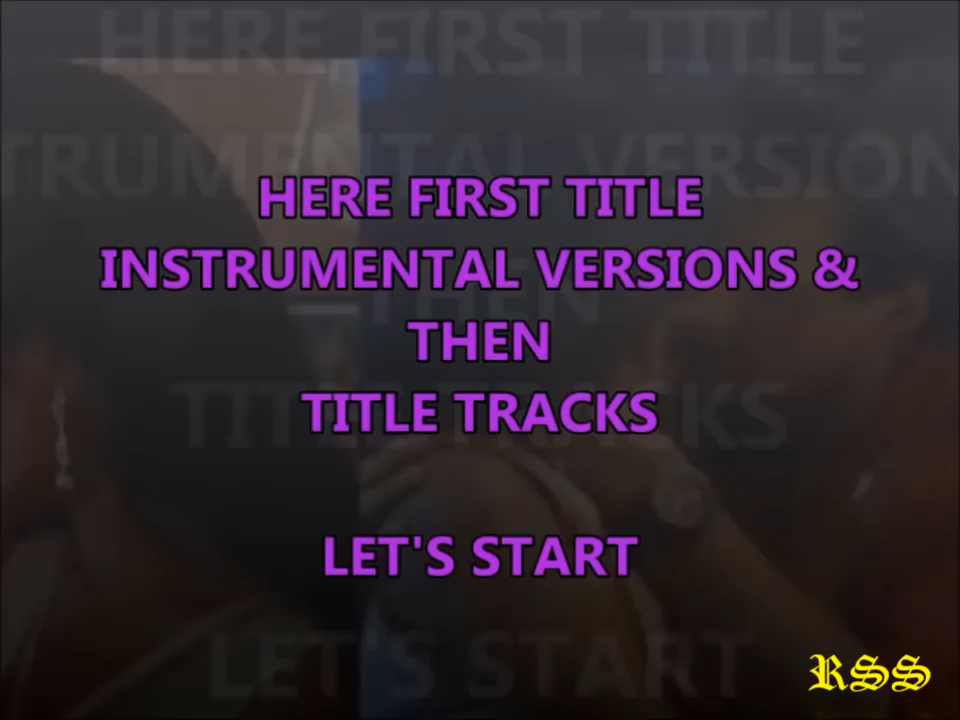 HERE FIRST TITLE
INSTRUMENTAL VERSIONS &
THEN
TITLE TRACKS
LET'S START
RSS